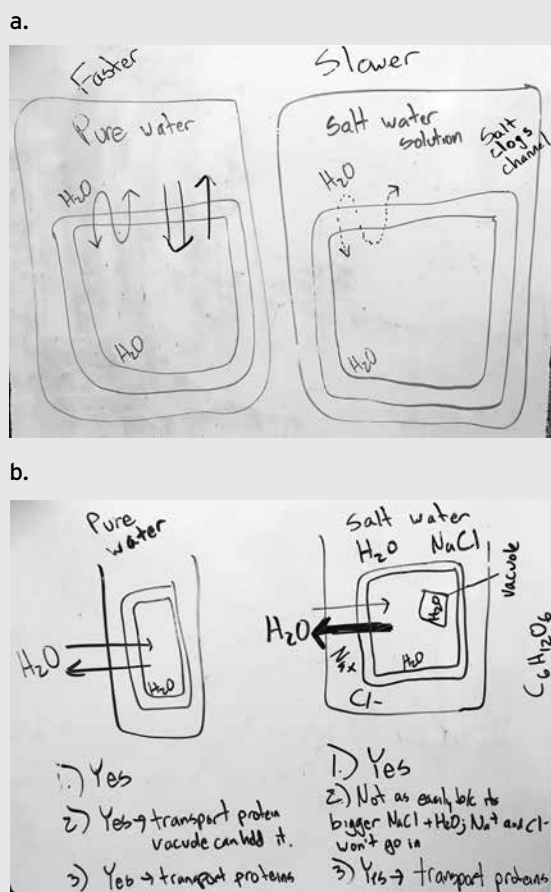 a.
Faster
Pure water
H₂O
H₂O
Slower
Salt water
solution
Salt
clogs
channel
H₂O
H₂O
b.
Pure
water
H₂O
H₂O
1.) Yes
2) Yes → transport protein
vacuole can hold it.
3) Yes → transport proteins
Salt water
H₂O NaCl
vacuole
H₂O
H₂O
H₂O
Cl-
C₆H₁₂O₆
1.) Yes
2.) Not as easily b/c its
bigger NaCl + H₂O; Na⁺ and Cl-
won't go in
3) Yes → transport proteins